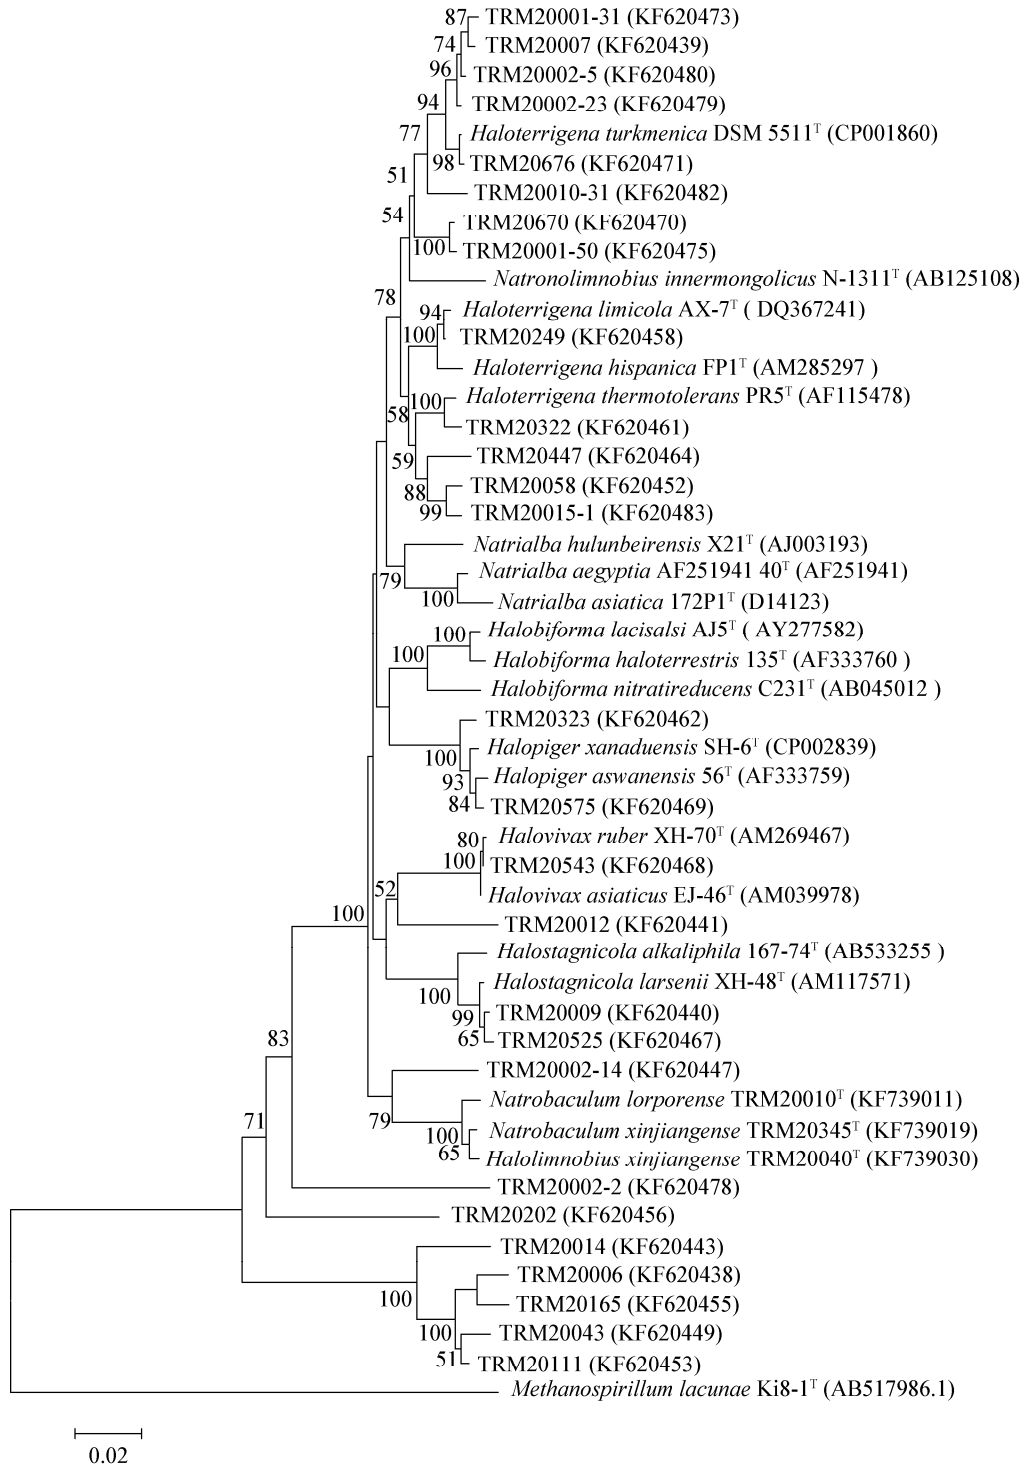 87 TRM20001-31 (KF620473)
74 TRM20007 (KF620439)
96 TRM20002-5 (KF620480)
94 TRM20002-23 (KF620479)
77 Haloterrigena turkmenica DSM 5511ᵀ (CP001860)
98 TRM20676 (KF620471)
51
TRM20010-31 (KF620482)
54
TRM20670 (KF620470)
100 TRM20001-50 (KF620475)
Natronolimnobius innermongolicus N-1311ᵀ (AB125108)
78
94 Haloterrigena limicola AX-7ᵀ ( DQ367241)
100 TRM20249 (KF620458)
Haloterrigena hispanica FP1ᵀ (AM285297 )
100 Haloterrigena thermotolerans PR5ᵀ (AF115478)
58
TRM20322 (KF620461)
59 TRM20447 (KF620464)
88 TRM20058 (KF620452)
99 TRM20015-1 (KF620483)
Natrialba hulunbeirensis X21ᵀ (AJ003193)
79 Natrialba aegyptia AF251941 40ᵀ (AF251941)
100 Natrialba asiatica 172P1ᵀ (D14123)
100 Halobiforma lacisalsi AJ5ᵀ ( AY277582)
100 Halobiforma haloterrestris 135ᵀ (AF333760 )
Halobiforma nitratireducens C231ᵀ (AB045012 )
TRM20323 (KF620462)
100 Halopiger xanaduensis SH-6ᵀ (CP002839)
93 Halopiger aswanensis 56ᵀ (AF333759)
84 TRM20575 (KF620469)
80 Halovivax ruber XH-70ᵀ (AM269467)
100 TRM20543 (KF620468)
52 Halovivax asiaticus EJ-46ᵀ (AM039978)
100 TRM20012 (KF620441)
Halostagnicola alkaliphila 167-74ᵀ (AB533255 )
100 Halostagnicola larsenii XH-48ᵀ (AM117571)
99 TRM20009 (KF620440)
83 65 TRM20525 (KF620467)
TRM20002-14 (KF620447)
Natrobaculum lorporense TRM20010ᵀ (KF739011)
71 79
100 Natrobaculum xinjiangense TRM20345ᵀ (KF739019)
65 Halolimnobius xinjiangense TRM20040ᵀ (KF739030)
TRM20002-2 (KF620478)
TRM20202 (KF620456)
TRM20014 (KF620443)
TRM20006 (KF620438)
100 TRM20165 (KF620455)
100 TRM20043 (KF620449)
51 TRM20111 (KF620453)
Methanospirillum lacunae Ki8-1ᵀ (AB517986.1)
0.02